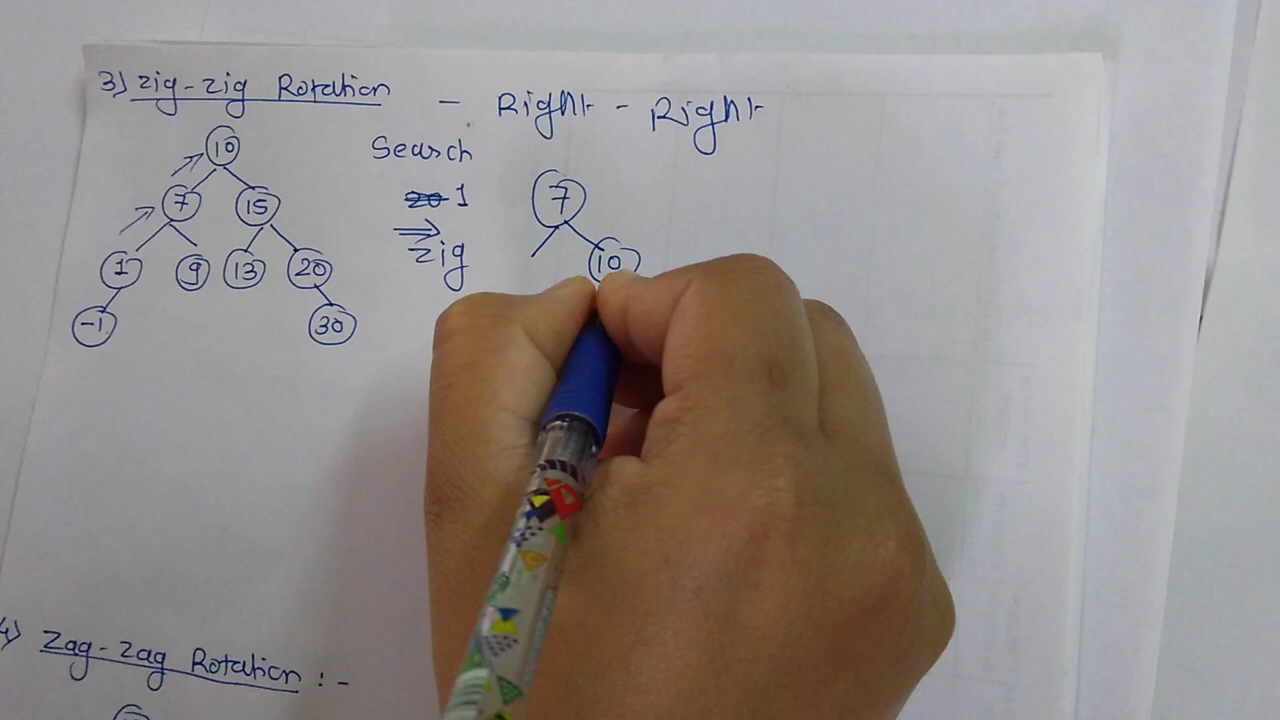 3) Zig-Zig Rotation - Right - Right
10
7 15
1 9 13 20
-1 30
Search
20 1
⇒
Zig
7
10
4) Zag-Zag Rotation :-